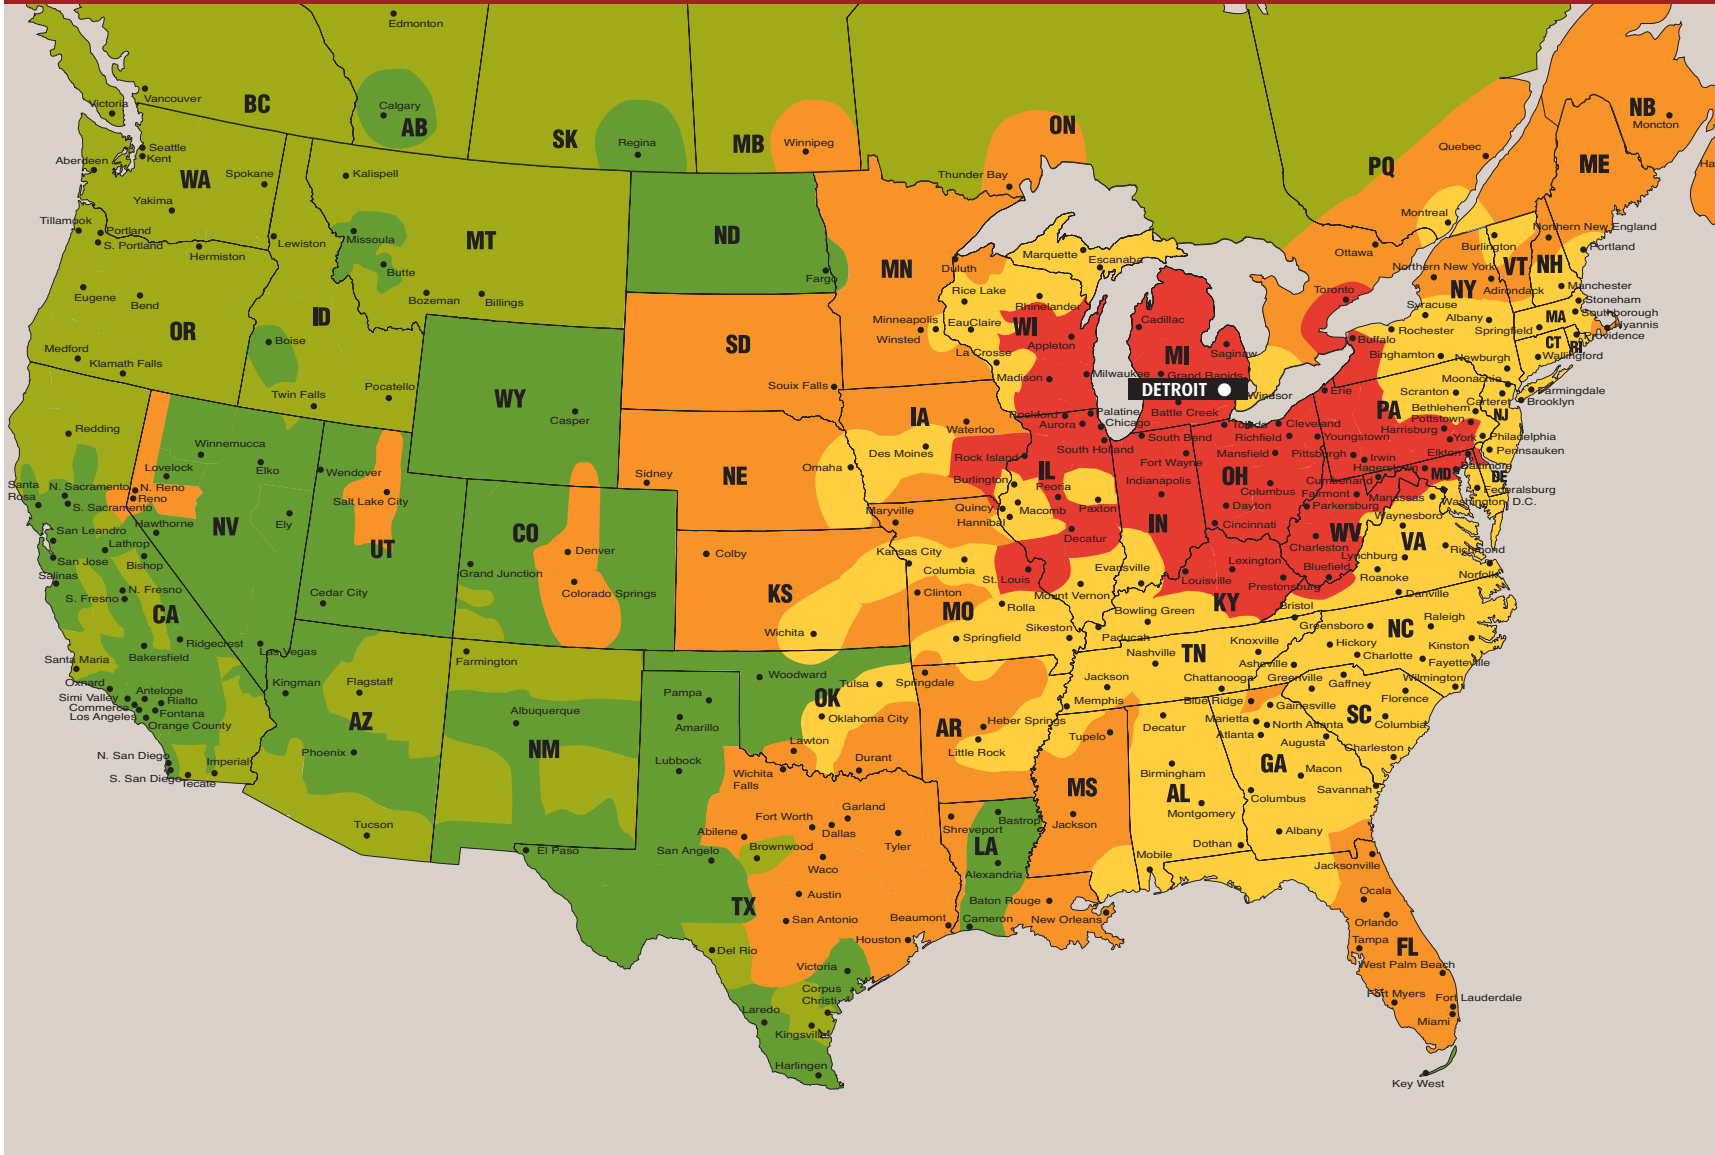 Edmonton
Vancouver
Victoria
BC
Calgary
AB
SK
Regina
MB
Winnipeg
ON
Thunder Bay
PQ
Quebec
Montreal
Ottawa
Toronto
Windsor
NB
Moncton
Ha
ME
Seattle
Kent
Aberdeen
WA
Spokane
Yakima
Tillamook
Portland
S. Portland
Hermiston
Lewiston
Eugene
Bend
OR
Medford
Klamath Falls
Kalispell
MT
Missoula
Butte
Bozeman
Billings
ID
Boise
Twin Falls
Pocatello
WY
Casper
ND
Fargo
SD
Souix Falls
MN
Duluth
Minneapolis
Winsted
Marquette
Escanaba
Rice Lake
Rhinelander
EauClaire
WI
Appleton
La Crosse
Madison
Milwaukee
Cadillac
MI
Saginaw
Grand Rapids
DETROIT
Battle Creek
Northern New England
Burlington
Portland
VT
NH
Northern New York
NY
Adirondack
Manchester
Stoneham
Southborough
Hyannis
Syracuse
Albany
MA
Springfield
Providence
Rochester
Buffalo
CT
RI
Wallingford
Binghamton
Newburgh
Moonachie
Farmingdale
Brooklyn
Scranton
Carteret
Erie
PA
Bethlehem
Pottstown
NJ
Harrisburg
York
Philadelphia
Pennsauken
Elkton
Pittsburgh
Irwin
Hagerstown
MD
Baltimore
DE
Cumberland
Federalsburg
Fairmont
Manassas
Washington, D.C.
Redding
Winnemucca
Lovelock
Elko
N. Sacramento
N. Reno
Reno
S. Sacramento
Santa
Rosa
Hawthorne
NV
Ely
San Leandro
Lathrop
San Jose
Bishop
Salinas
N. Fresno
S. Fresno
CA
Ridgecrest
Las Vegas
Bakersfield
Santa Maria
Oxnard
Antelope
Simi Valley
Rialto
Commerce
Fontana
Los Angeles
Orange County
N. San Diego
Imperial
S. San Diego
Tecate
Wendover
Salt Lake City
UT
Cedar City
CO
Denver
Grand Junction
Colorado Springs
Kingman
Flagstaff
AZ
Phoenix
Tucson
Farmington
Albuquerque
NM
El Paso
NE
Sidney
Omaha
IA
Waterloo
Des Moines
Rock Island
Burlington
Rockford
Palatine
Aurora
Chicago
South Holland
IL
Peoria
Macomb
Paxton
Quincy
Hannibal
Decatur
South Bend
Fort Wayne
Indianapolis
IN
Evansville
Toledo
Cleveland
Richfield
Youngstown
Mansfield
OH
Columbus
Dayton
Parkersburg
Cincinnati
WV
Charleston
Bluefield
Waynesboro
VA
Lynchburg
Richmond
Roanoke
Norfolk
Danville
Bristol
Colby
KS
Wichita
Maryville
Kansas City
Columbia
Clinton
MO
St. Louis
Rolla
Springfield
Sikeston
Mount Vernon
Lexington
Louisville
Prestonsburg
KY
Bowling Green
Paducah
TN
Nashville
Knoxville
Jackson
Chattanooga
Memphis
Greensboro
Raleigh
NC
Hickory
Kinston
Charlotte
Fayetteville
Asheville
Wilmington
Greenville
Gaffney
Florence
SC
Columbia
Charleston
Blue Ridge
Gainesville
Marietta
North Atlanta
Atlanta
Augusta
GA
Macon
Columbus
Savannah
Albany
Pampa
Amarillo
Lubbock
Woodward
Tulsa
OK
Oklahoma City
Lawton
Durant
Springdale
AR
Heber Springs
Little Rock
Wichita
Falls
Fort Worth
Garland
Dallas
Abilene
Brownwood
Tyler
San Angelo
Waco
TX
Austin
San Antonio
Beaumont
Houston
Del Rio
Victoria
Corpus
Christi
Laredo
Kingsville
Harlingen
Shreveport
Bastrop
LA
Alexandria
Baton Rouge
Cameron
New Orleans
Tupelo
MS
Jackson
Decatur
Birmingham
AL
Montgomery
Dothan
Mobile
Jacksonville
Ocala
Orlando
Tampa
FL
West Palm Beach
Fort Myers
Fort Lauderdale
Miami
Key West